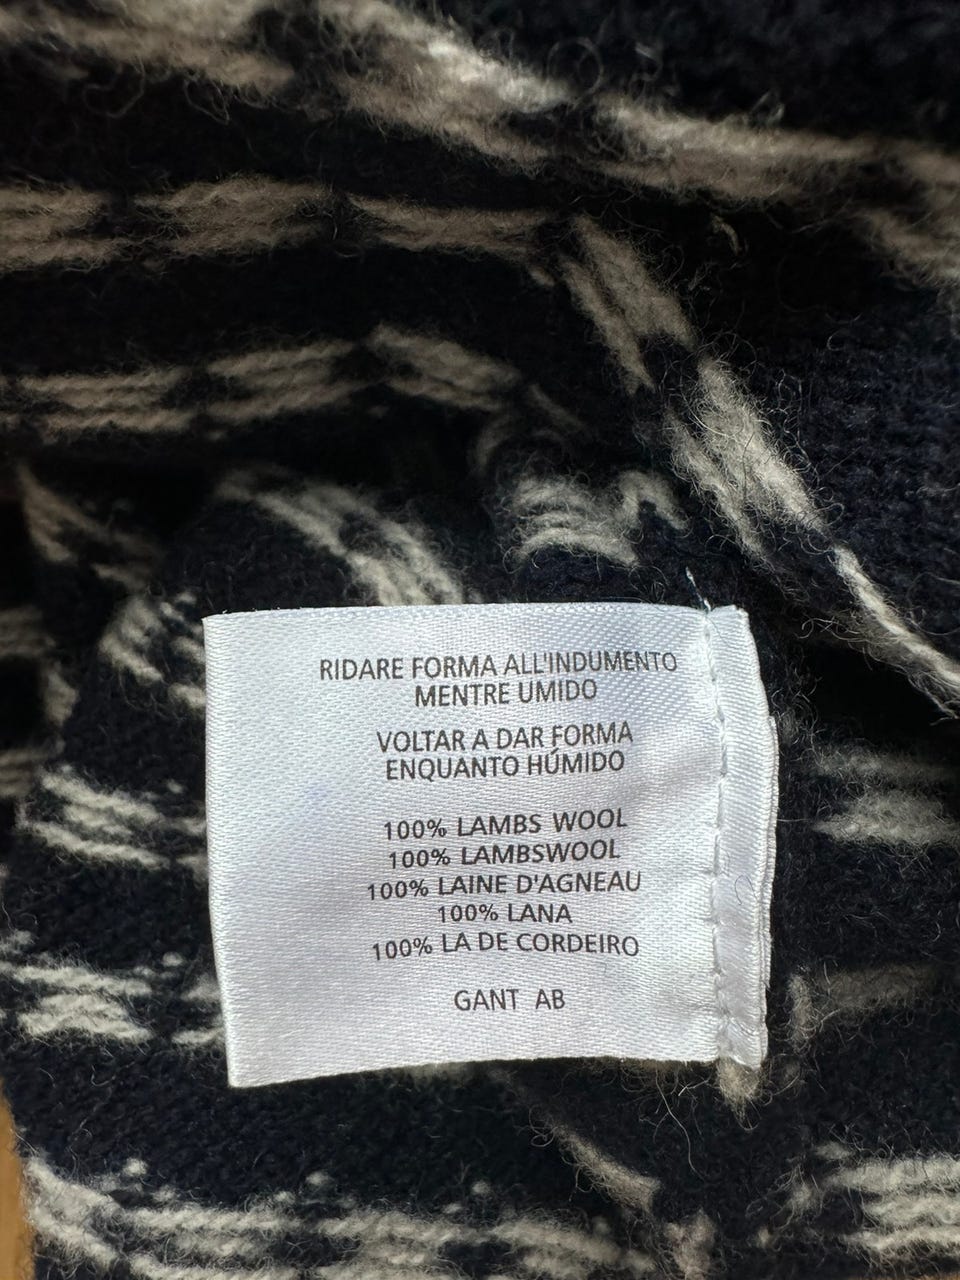 RIDARE FORMA ALL'INDUMENTO
MENTRE UMIDO
VOLTAR A DAR FORMA
ENQUANTO HÚMIDO
100% LAMBS WOOL
100% LAMBSWOOL
100% LAINE D'AGNEAU
100% LANA
100% LA DE CORDEIRO
GANT AB